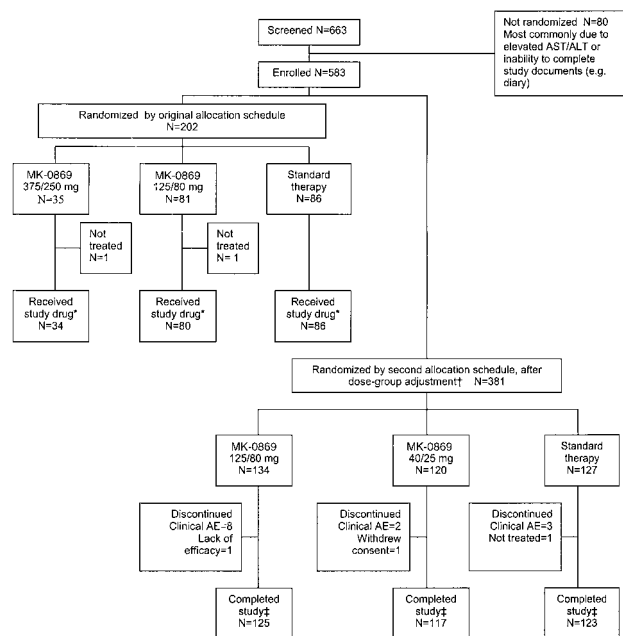 Screened N=663
Not randomized N=80
Most commonly due to
elevated AST/ALT or
inability to complete
study documents (e.g.
diary)
Enrolled N=583
Randomized by original allocation schedule
N=202
MK-0869
375/250 mg
N=35
MK-0869
125/80 mg
N=81
Standard
therapy
N=86
Not
treated
N=1
Not
treated
N= 1
Received
study drug*
N=34
Received
study drug*
N=80
Received
study drug*
N=86
Randomized by second allocation schedule, after
dose-group adjustment† N=381
MK-0869
125/80 mg
N=134
MK-0869
40/25 mg
N=120
Standard
therapy
N=127
Discontinued
Clinical AE=8
Lack of
efficacy=1
Discontinued
Clinical AE=2
Withdrew
consent=1
Discontinued
Clinical AE=3
Not treated=1
Completed
study‡
N=125
Completed
study‡
N=117
Completed
study‡
N=123